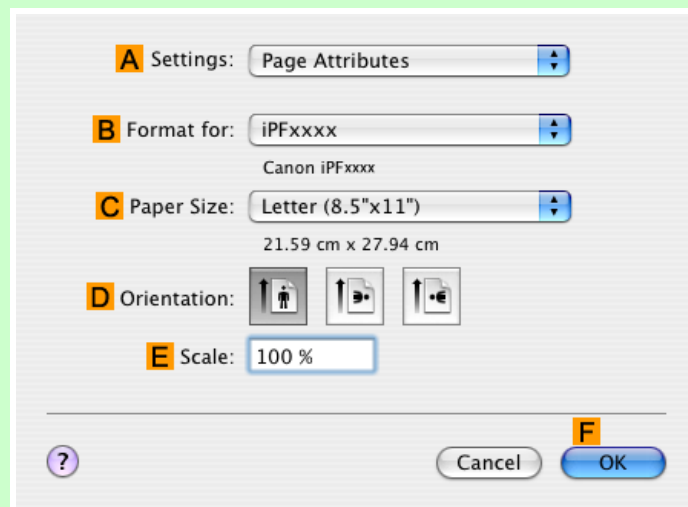 A Settings: Page Attributes
B Format for: iPFxxxx
Canon iPFxxxx
C Paper Size: Letter (8.5"x11")
21.59 cm x 27.94 cm
D Orientation:
E Scale: 100 %
F
? Cancel OK